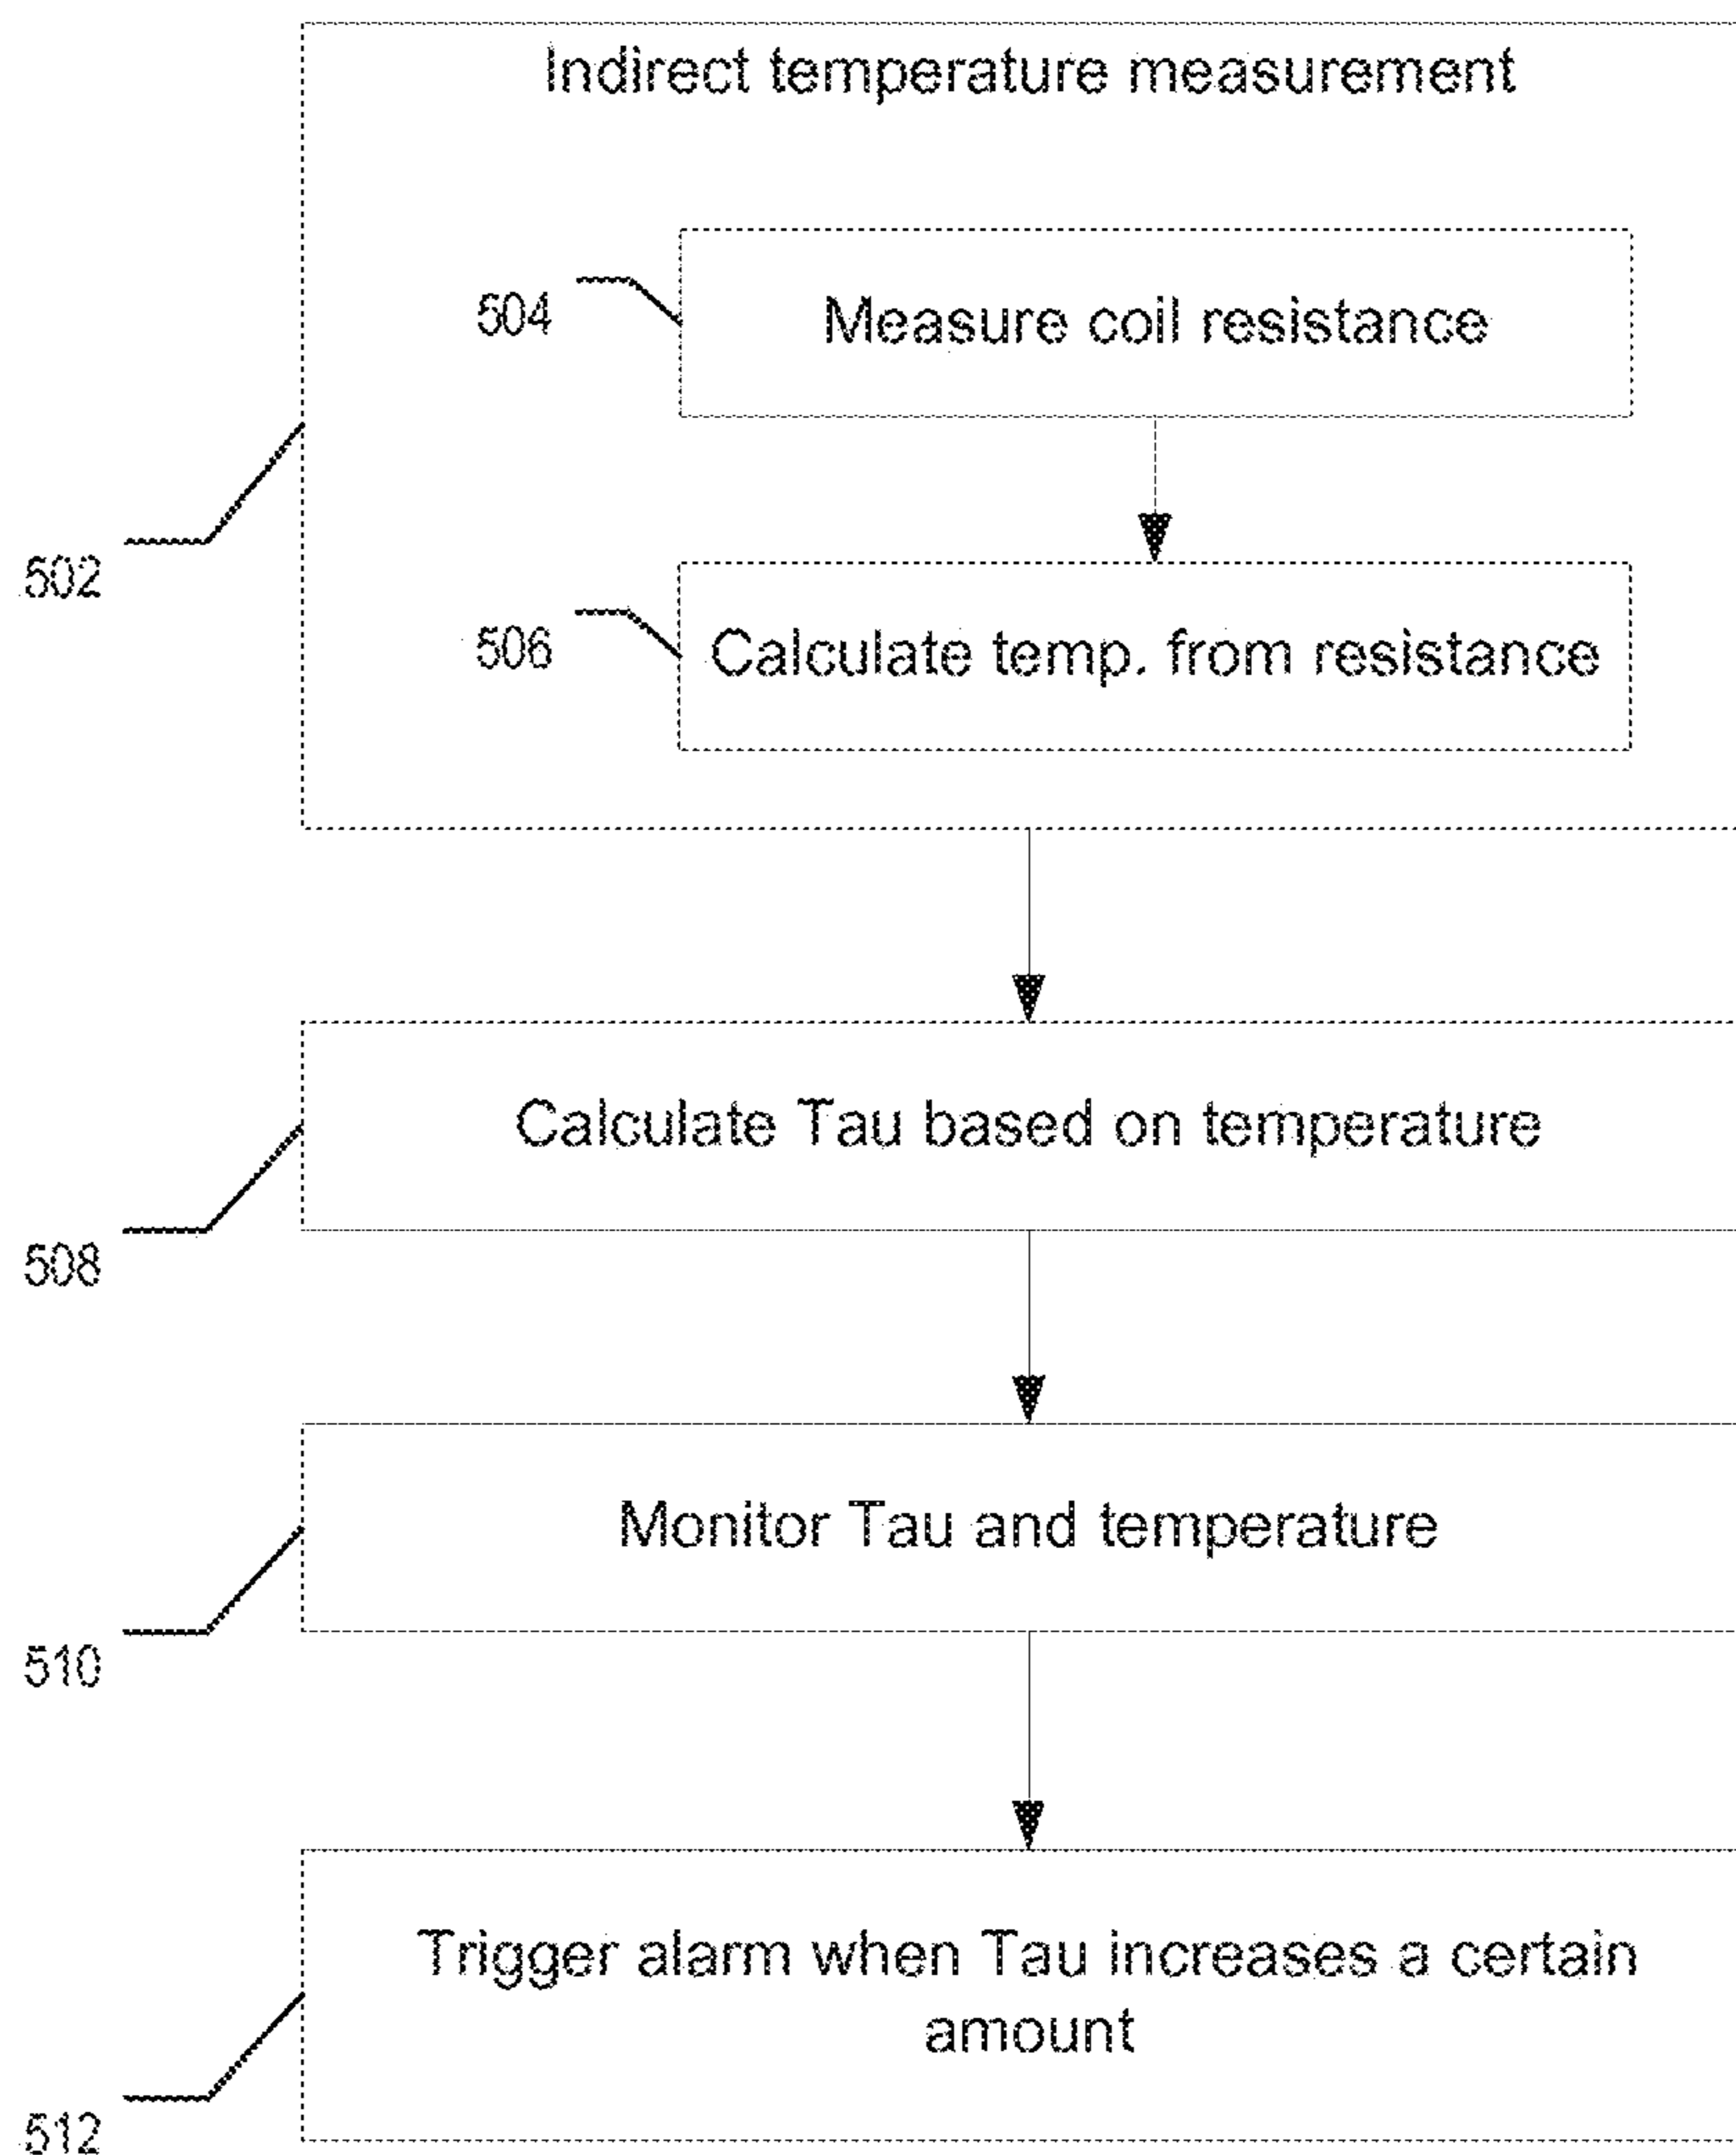 Indirect temperature measurement
504
Measure coil resistance
502
506
Calculate temp. from resistance
Calculate Tau based on temperature
508
Monitor Tau and temperature
510
Trigger alarm when Tau increases a certain
amount
512